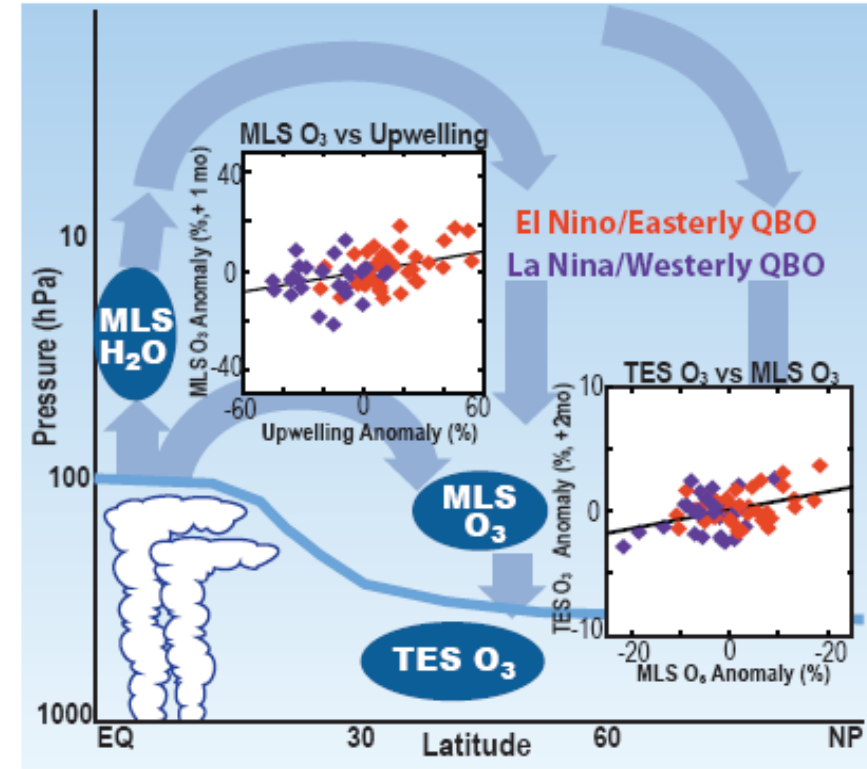 MLS O₃ vs Upwelling
MLS O₃ Anomaly (%,+ 1 mo)
40
0
-40
-60
0
60
Upwelling Anomaly (%)
El Nino/Easterly QBO
La Nina/Westerly QBO
10
Pressure (hPa)
MLS
H₂O
TES O₃ vs MLS O₃
TES O₃ Anomaly (%, +2mo)
10
0
-10
-20
0
-20
MLS O₆ Anomaly (%)
100
MLS
O₃
TES O₃
1000
EQ
30
Latitude
60
NP